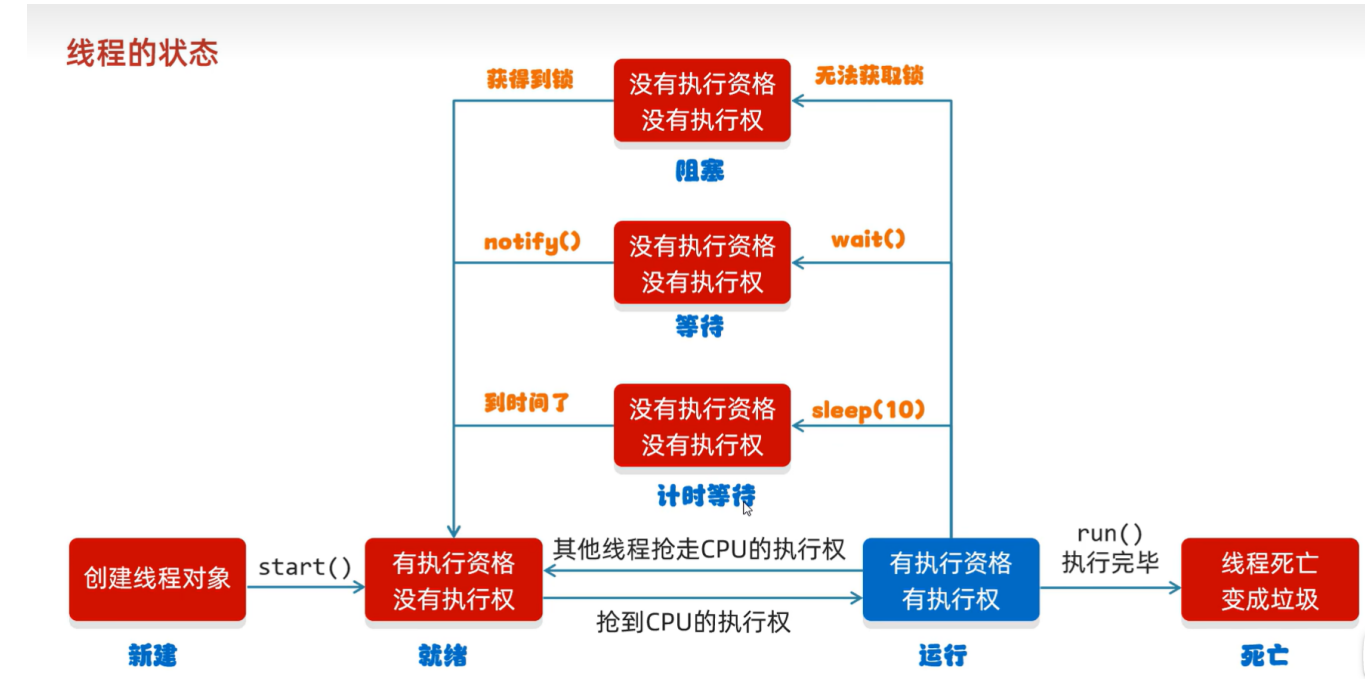 线程的状态
获得到锁
没有执行资格
没有执行权
无法获取锁
阻塞
notify()
没有执行资格
没有执行权
wait()
等待
到时间了
没有执行资格
没有执行权
sleep(10)
计时等待
创建线程对象
start()
有执行资格
没有执行权
其他线程抢走CPU的执行权
抢到CPU的执行权
有执行资格
有执行权
run()
执行完毕
线程死亡
变成垃圾
新建
就绪
运行
死亡